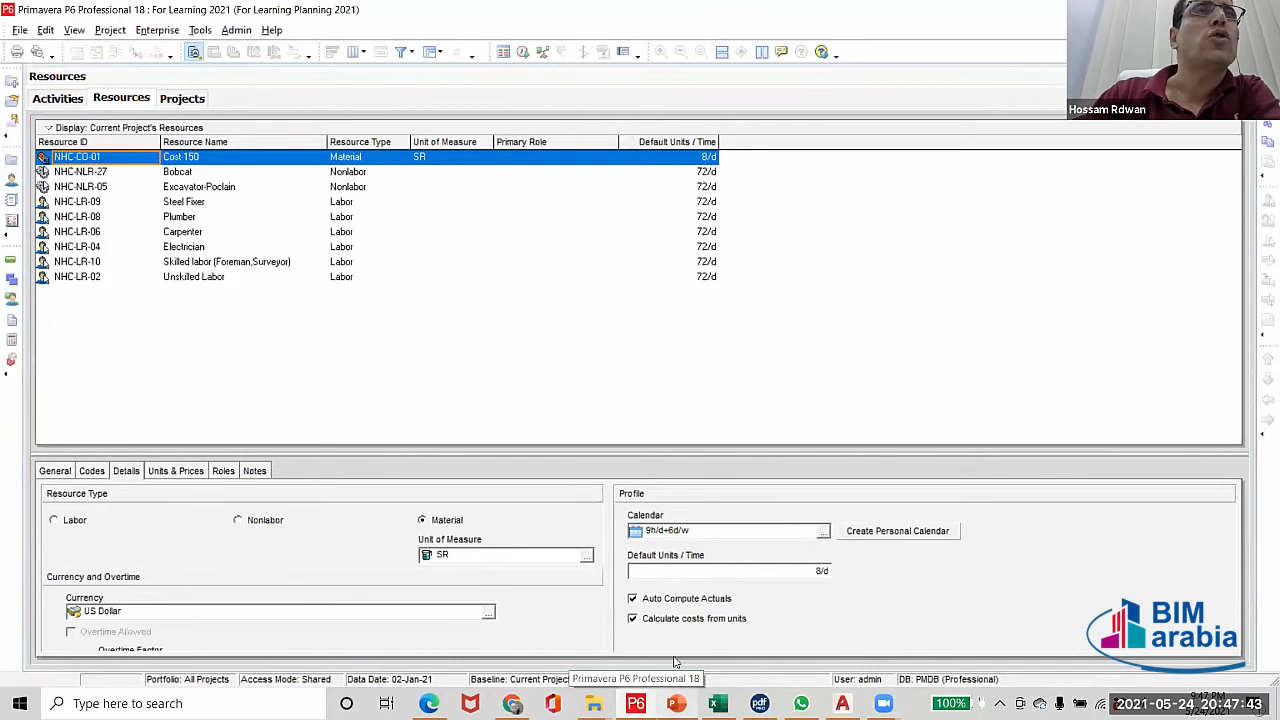 Primavera P6 Professional 18 : For Learning 2021 (For Learning Planning 2021)
File Edit View Project Enterprise Tools Admin Help
Resources
Activities Resources Projects
Display: Current Project's Resources
Resource ID Resource Name Resource Type Unit of Measure Primary Role Default Units / Time
NHC-CO-01 Cost-150 Material SR 8/d
NHC-NLR-27 Bobcat Nonlabor 72/d
NHC-NLR-05 Excavator-Poclain Nonlabor 72/d
NHC-LR-09 Steel Fixer Labor 72/d
NHC-LR-08 Plumber Labor 72/d
NHC-LR-06 Carpenter Labor 72/d
NHC-LR-04 Electrician Labor 72/d
NHC-LR-10 Skilled labor (Foreman,Surveyor) Labor 72/d
NHC-LR-02 Unskilled Labor Labor 72/d
Hossam Rdwan
General Codes Details Units & Prices Roles Notes
Resource Type
Labor Nonlabor Material
Unit of Measure
SR
Currency and Overtime
Currency
US Dollar
Overtime Allowed
Overtime Factor
Profile
Calendar
9h/d+6d/w
Create Personal Calendar
Default Units / Time
8/d
Auto Compute Actuals
Calculate costs from units
BIM
arabia
Portfolio: All Projects Access Mode: Shared Data Date: 02-Jan-21 Baseline: Current Project User: admin DB: PMDB (Professional)
Primavera P6 Professional 18
Type here to search
100%
9:47 PM
2021-05-24 20:47:43